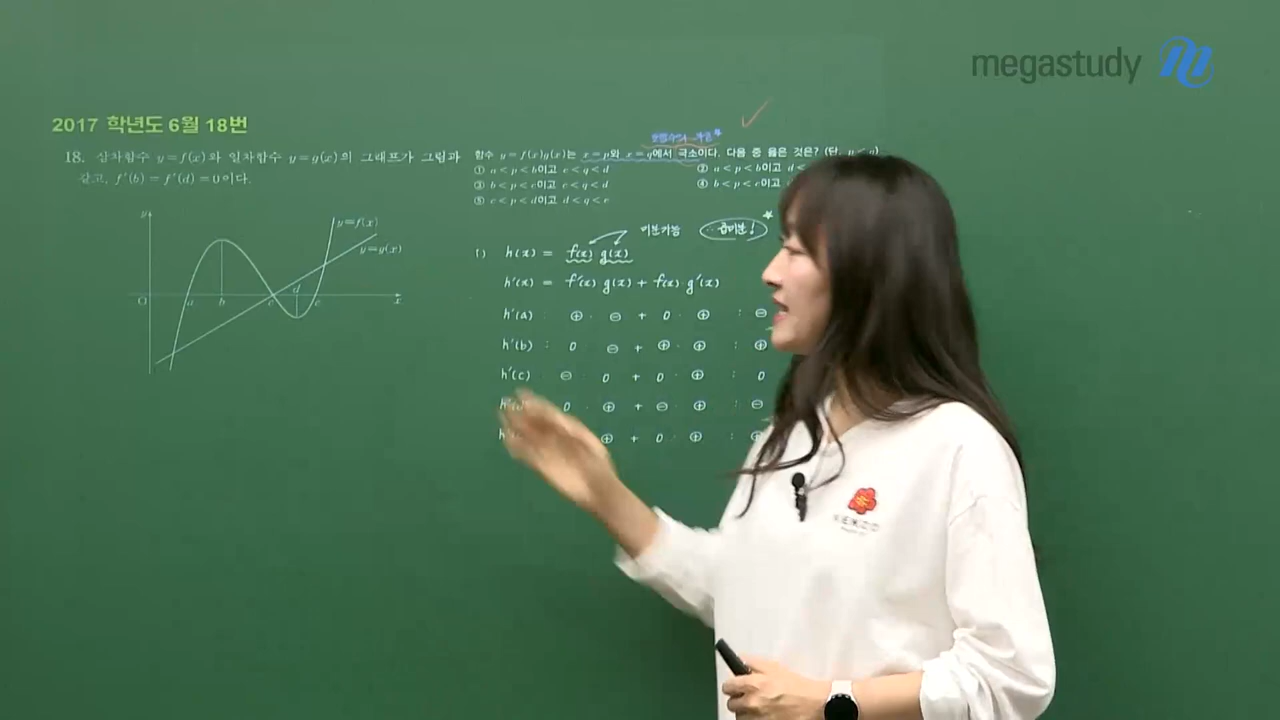 megastudy
2017 학년도 6월 18번
18. 삼차함수 y=f(x)와 일차함수 y=g(x)의 그래프가 그림과
같고, f'(b)=f'(d)=0이다.
함수 y=f(x)g(x)는 x=p와 x=q에서 극소이다. 다음 중 옳은 것은? (단, p<q)
① a<p<b이고 c<q<d
② a<p<b이고 d<
③ b<p<c이고 c<q<d
④ b<p<c이고
⑤ c<p<d이고 d<q<e
y
y=f(x)
y=g(x)
O a b c d e x
미분가능 곱미분!
i) h(x) = f(x) g(x)
h'(x) = f'(x) g(x) + f(x) g'(x)
h'(a) : ⊕ ⊖ + 0 ⊕ : ⊖
h'(b) : 0 ⊖ + ⊕ ⊕ : ⊕
h'(c) ⊖ 0 + 0 ⊕ : 0
0 ⊕ + ⊖ ⊕ : ⊖
⊕ + 0 ⊕ : ⊕